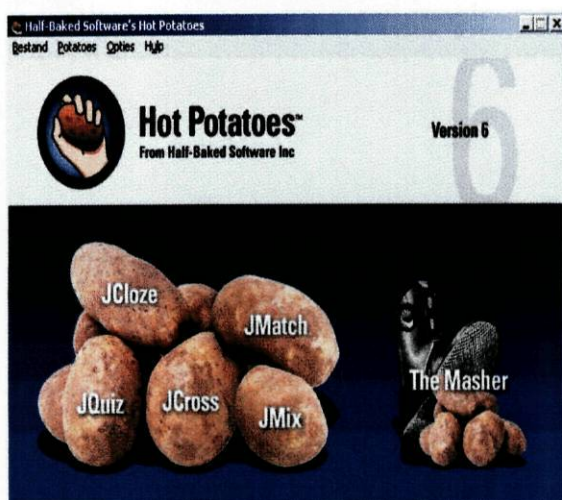 Half-Baked Software's Hot Potatoes
Bestand Potatoes Opties Hulp
Hot Potatoes™
From Half-Baked Software Inc
Version 6
6
JCloze
JMatch
JQuiz
JCross
JMix
The Masher